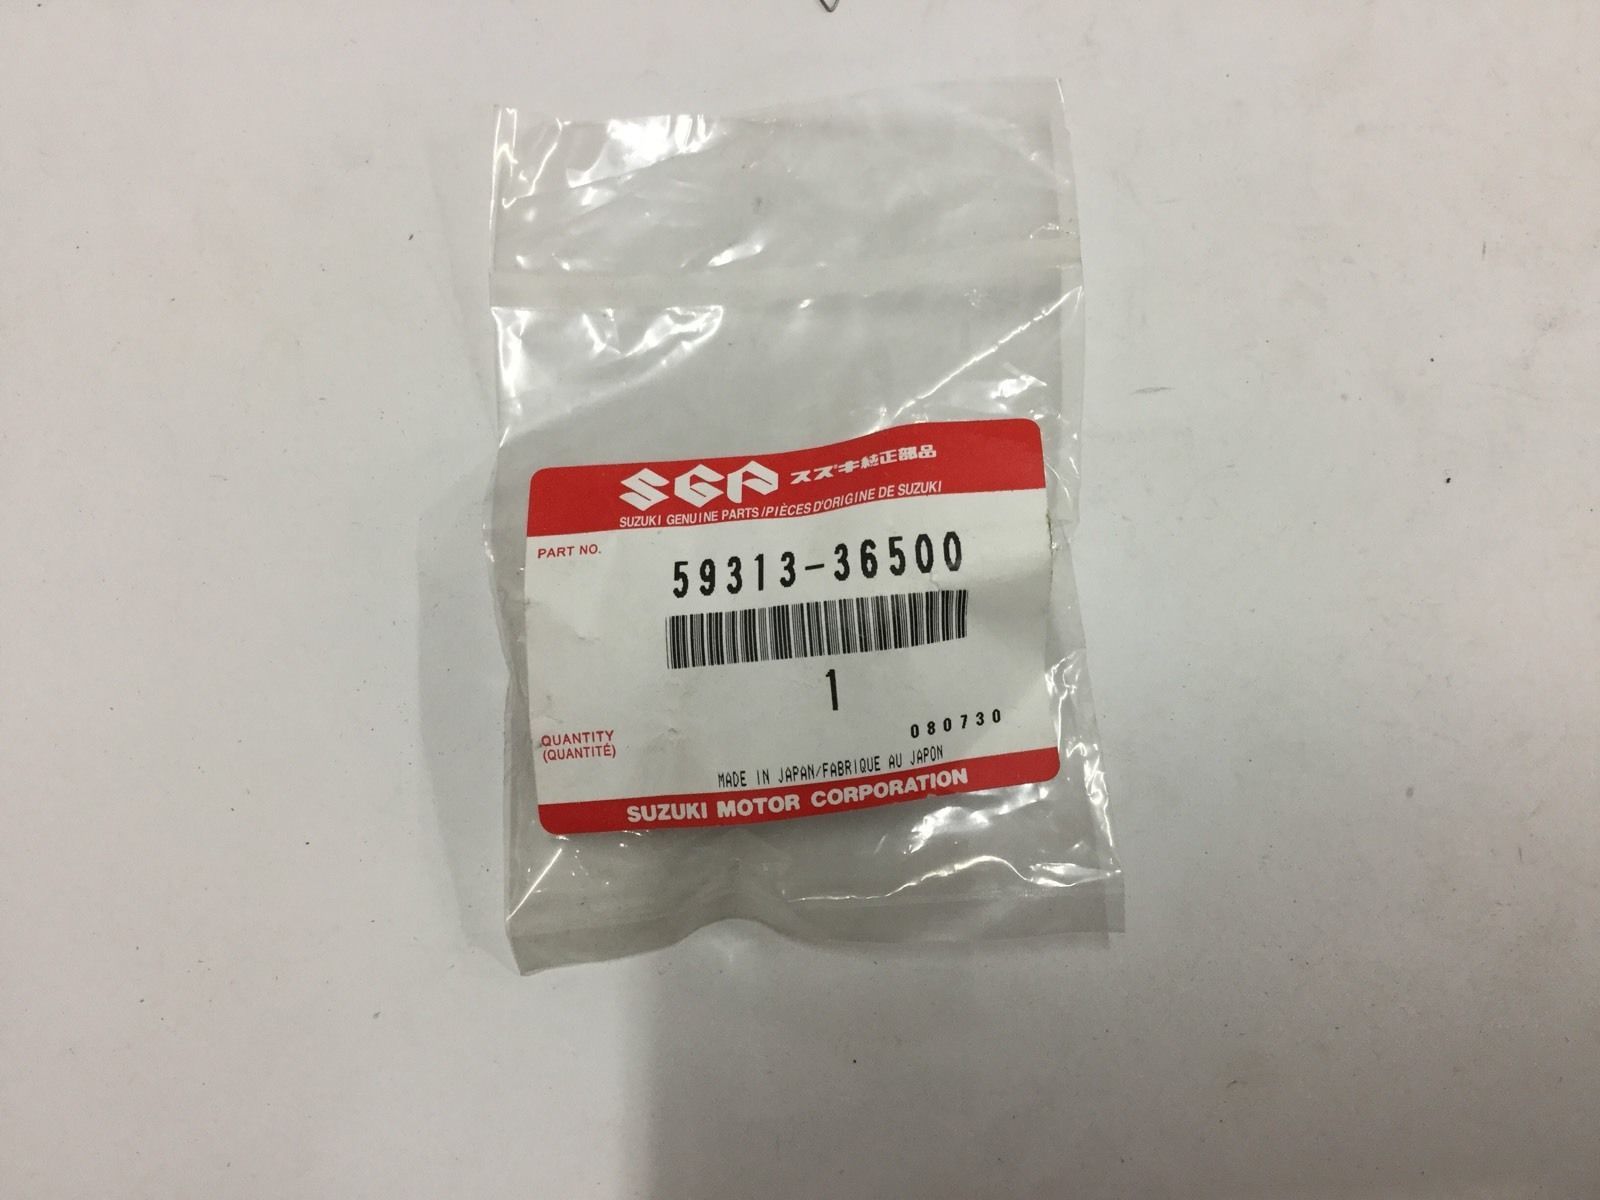 SGP スズキ純正部品
SUZUKI GENUINE PARTS/PIÈCES D'ORIGINE DE SUZUKI
PART NO.
59313-36500
1
080730
QUANTITY
(QUANTITÉ)
MADE IN JAPAN/FABRIQUE AU JAPON
SUZUKI MOTOR CORPORATION